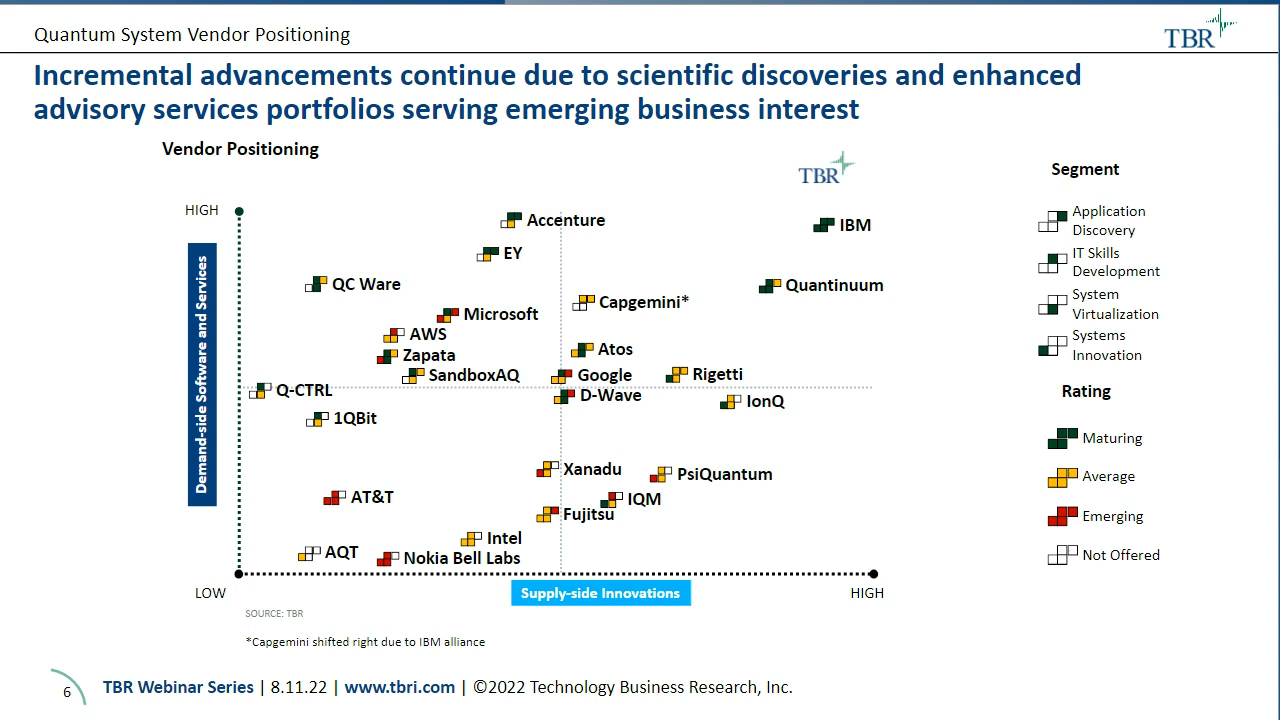 Quantum System Vendor Positioning
TBR
Incremental advancements continue due to scientific discoveries and enhanced
advisory services portfolios serving emerging business interest
Vendor Positioning
TBR
Segment
HIGH
Application
Discovery
IT Skills
Development
System
Virtualization
Systems
Innovation
Rating
Maturing
Average
Emerging
Not Offered
Demand-side Software and Services
Accenture
IBM
EY
QC Ware
Quantinuum
Capgemini*
Microsoft
AWS
Atos
Zapata
SandboxAQ
Google
Rigetti
Q-CTRL
D-Wave
IonQ
1QBit
Xanadu
PsiQuantum
AT&T
IQM
Fujitsu
Intel
AQT
Nokia Bell Labs
LOW
Supply-side Innovations
HIGH
SOURCE: TBR
*Capgemini shifted right due to IBM alliance
6
TBR Webinar Series | 8.11.22 | www.tbri.com | ©2022 Technology Business Research, Inc.